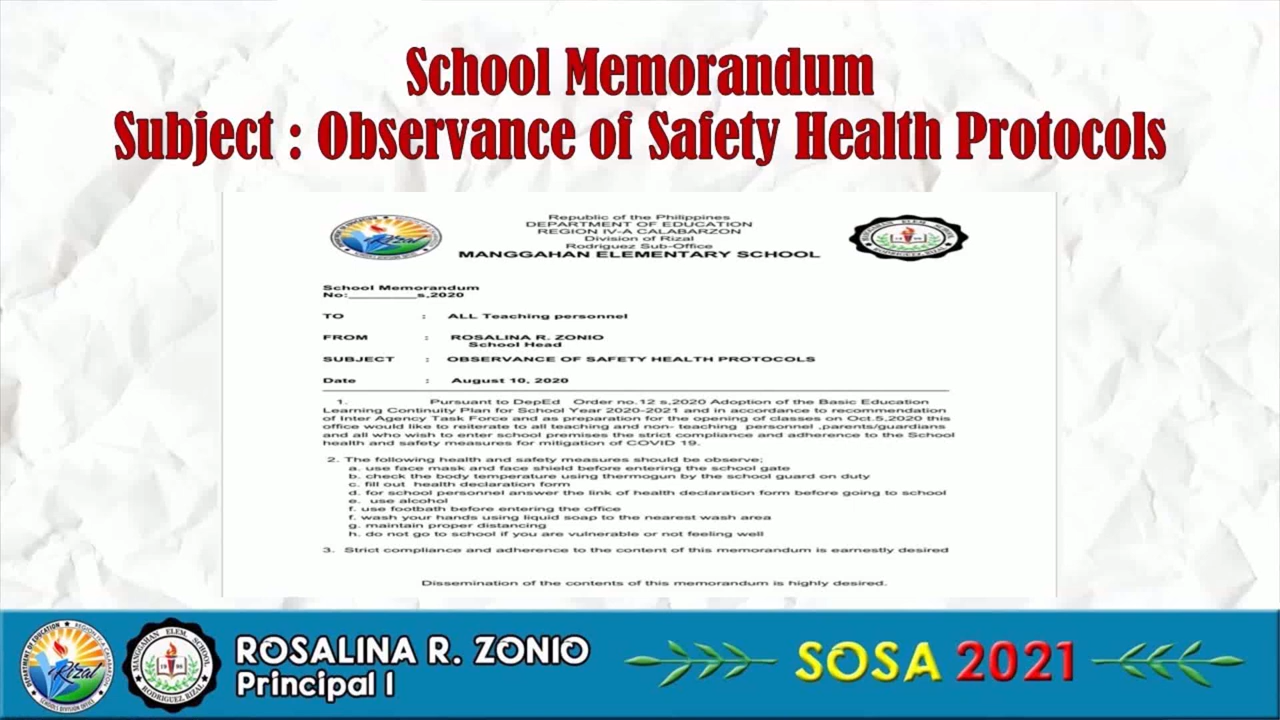 School Memorandum
Subject : Observance of Safety Health Protocols
Republic of the Philippines
DEPARTMENT OF EDUCATION
REGION IV-A CALABARZON
Division of Rizal
Rodriguez Sub-Office
MANGGAHAN ELEMENTARY SCHOOL
School Memorandum
No:_________s,2020
TO : ALL Teaching personnel
FROM : ROSALINA R. ZONIO
School Head
SUBJECT : OBSERVANCE OF SAFETY HEALTH PROTOCOLS
Date : August 10, 2020
1. Pursuant to DepEd Order no.12 s,2020 Adoption of the Basic Education
Learning Continuity Plan for School Year 2020-2021 and in accordance to recommendation
of Inter Agency Task Force and as preparation for the opening of classes on Oct.5,2020 this
office would like to reiterate to all teaching and non- teaching personnel ,parents/guardians
and all who wish to enter school premises the strict compliance and adherence to the School
health and safety measures for mitigation of COVID 19.
2. The following health and safety measures should be observe;
a. use face mask and face shield before entering the school gate
b. check the body temperature using thermogun by the school guard on duty
c. fill out health declaration form
d. for school personnel answer the link of health declaration form before going to school
e. use alcohol
f. use footbath before entering the office
f. wash your hands using liquid soap to the nearest wash area
g. maintain proper distancing
h. do not go to school if you are vulnerable or not feeling well
3. Strict compliance and adherence to the content of this memorandum is earnestly desired
Dissemination of the contents of this memorandum is highly desired.
DEPARTMENT OF EDUCATION
Rizal
SCHOOLS DIVISION OFFICE
MANGGAHAN ELEM. SCHOOL
RODRIGUEZ RIZAL
ROSALINA R. ZONIO
Principal I
SOSA 2021